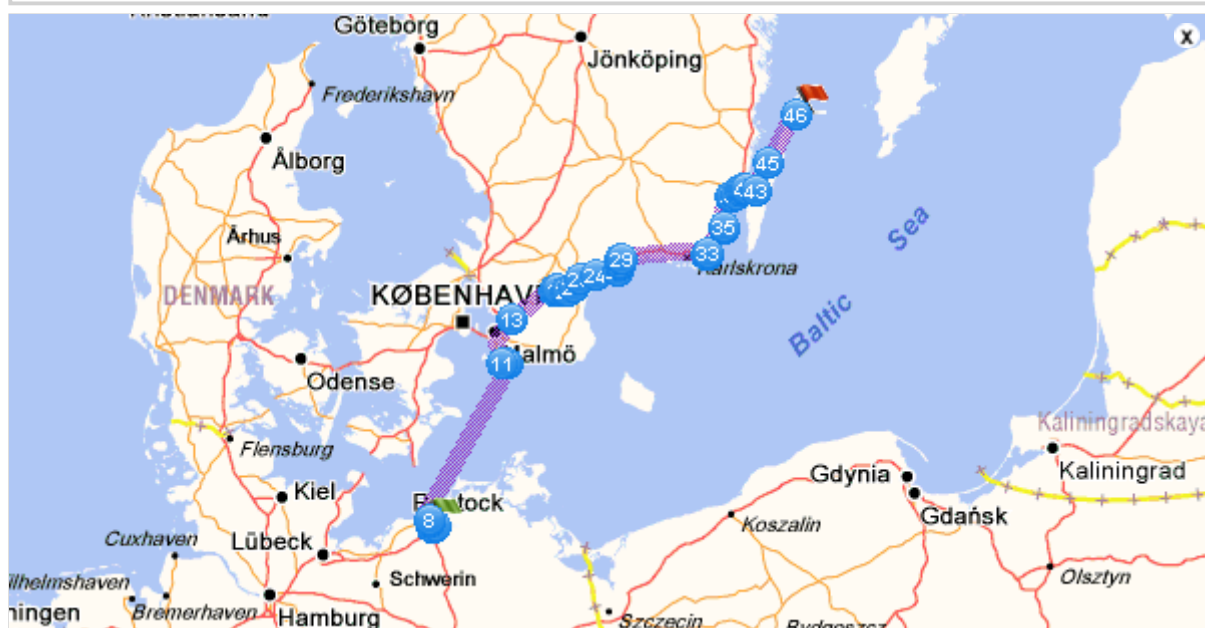 Göteborg
X
Jönköping
Frederikshavn
46
Ålborg
45
43
35
Århus
29
33
Karlskrona
24
Sea
DENMARK
KØBENHAV
13
Baltic
Malmö
11
Odense
Kaliningradskaya
Flensburg
Kaliningrad
Gdynia
Kiel
Gdańsk
8
Koszalin
Cuxhaven
Lübeck
Olsztyn
Schwerin
Bremerhaven
Hamburg
Szczecin